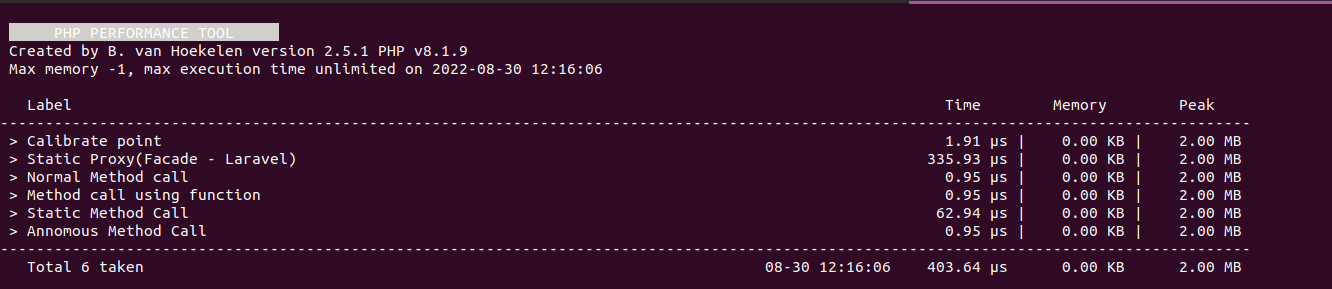 PHP PERFORMANCE TOOL
Created by B. van Hoekelen version 2.5.1 PHP v8.1.9
Max memory -1, max execution time unlimited on 2022-08-30 12:16:06
Label Time Memory Peak
> Calibrate point 1.91 µs | 0.00 KB | 2.00 MB
> Static Proxy(Facade - Laravel) 335.93 µs | 0.00 KB | 2.00 MB
> Normal Method call 0.95 µs | 0.00 KB | 2.00 MB
> Method call using function 0.95 µs | 0.00 KB | 2.00 MB
> Static Method Call 62.94 µs | 0.00 KB | 2.00 MB
> Annomous Method Call 0.95 µs | 0.00 KB | 2.00 MB
Total 6 taken 08-30 12:16:06 403.64 µs 0.00 KB 2.00 MB